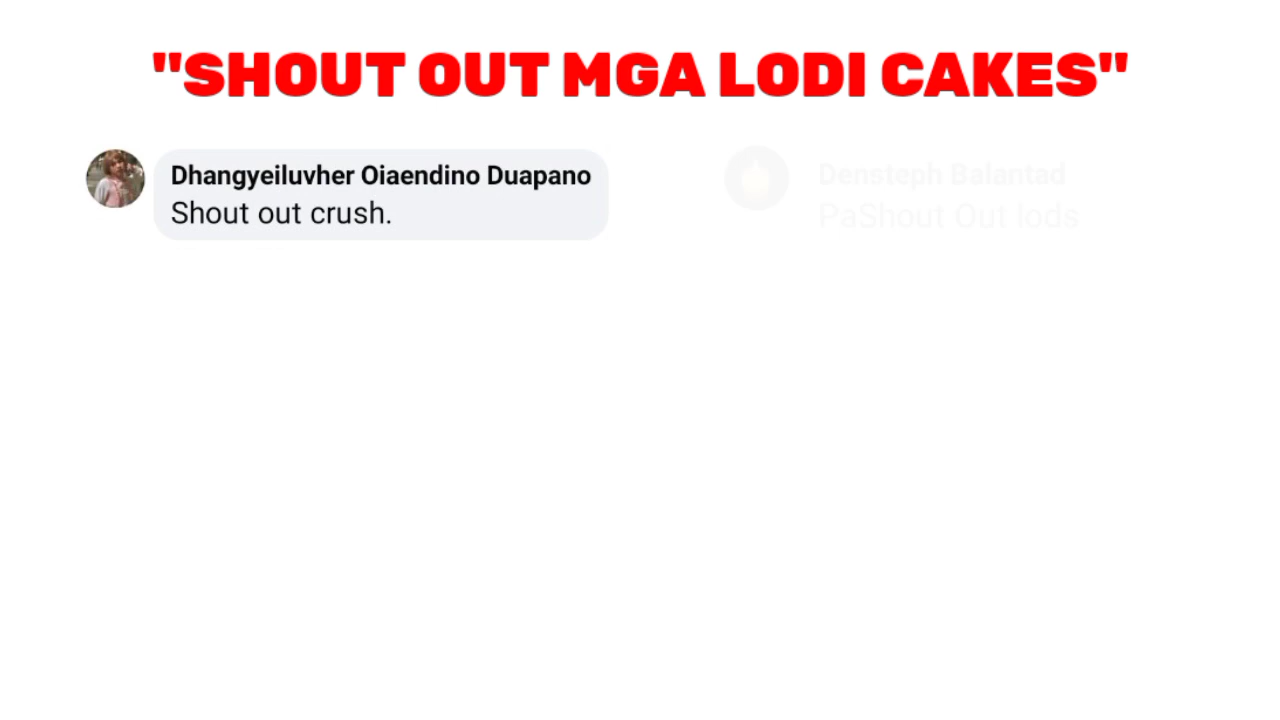 "SHOUT OUT MGA LODI CAKES"
Dhangyeiluvher Oiaendino Duapano
Shout out crush.
Densteph Balantad
PaShout Out lods